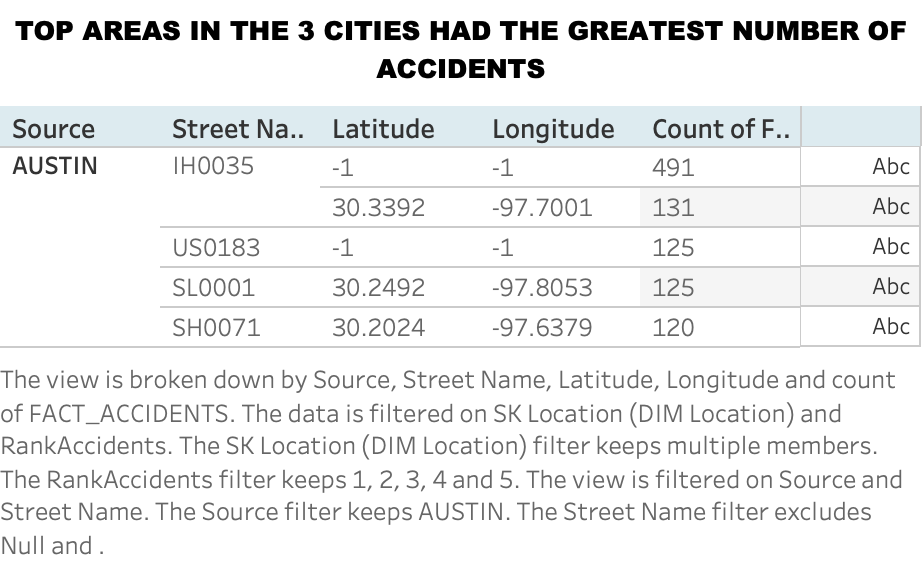 TOP AREAS IN THE 3 CITIES HAD THE GREATEST NUMBER OF
ACCIDENTS
Source Street Na.. Latitude Longitude Count of F..
AUSTIN IH0035 -1 -1 491 Abc
30.3392 -97.7001 131 Abc
US0183 -1 -1 125 Abc
SL0001 30.2492 -97.8053 125 Abc
SH0071 30.2024 -97.6379 120 Abc
The view is broken down by Source, Street Name, Latitude, Longitude and count
of FACT_ACCIDENTS. The data is filtered on SK Location (DIM Location) and
RankAccidents. The SK Location (DIM Location) filter keeps multiple members.
The RankAccidents filter keeps 1, 2, 3, 4 and 5. The view is filtered on Source and
Street Name. The Source filter keeps AUSTIN. The Street Name filter excludes
Null and .